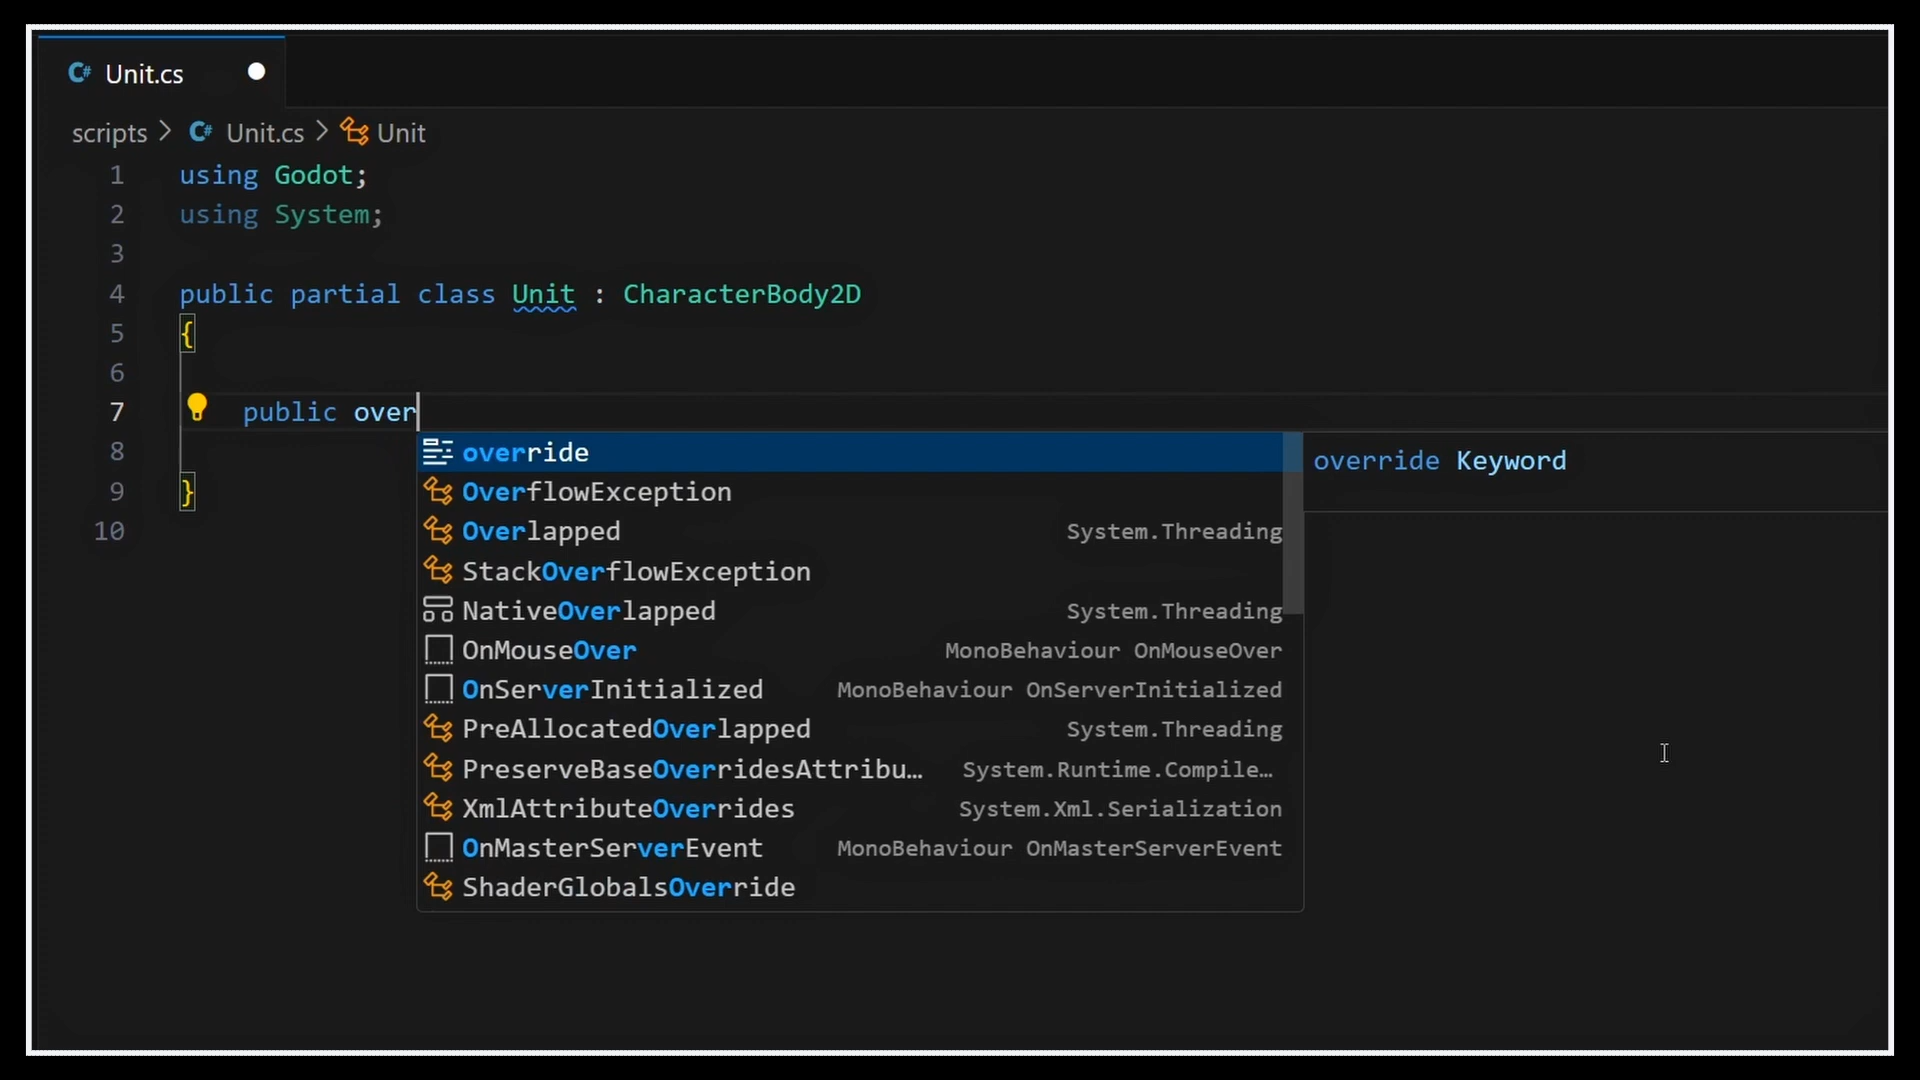 C# Unit.cs
scripts > C# Unit.cs > Unit
1 using Godot;
2 using System;
3
4 public partial class Unit : CharacterBody2D
5 {
6
7 public over
override
override Keyword
OverflowException
Overlapped System.Threading
StackOverflowException
NativeOverlapped System.Threading
OnMouseOver MonoBehaviour OnMouseOver
OnServerInitialized MonoBehaviour OnServerInitialized
PreAllocatedOverlapped System.Threading
PreserveBaseOverridesAttribu… System.Runtime.Compile…
XmlAttributeOverrides System.Xml.Serialization
OnMasterServerEvent MonoBehaviour OnMasterServerEvent
ShaderGlobalsOverride
8
9 }
10